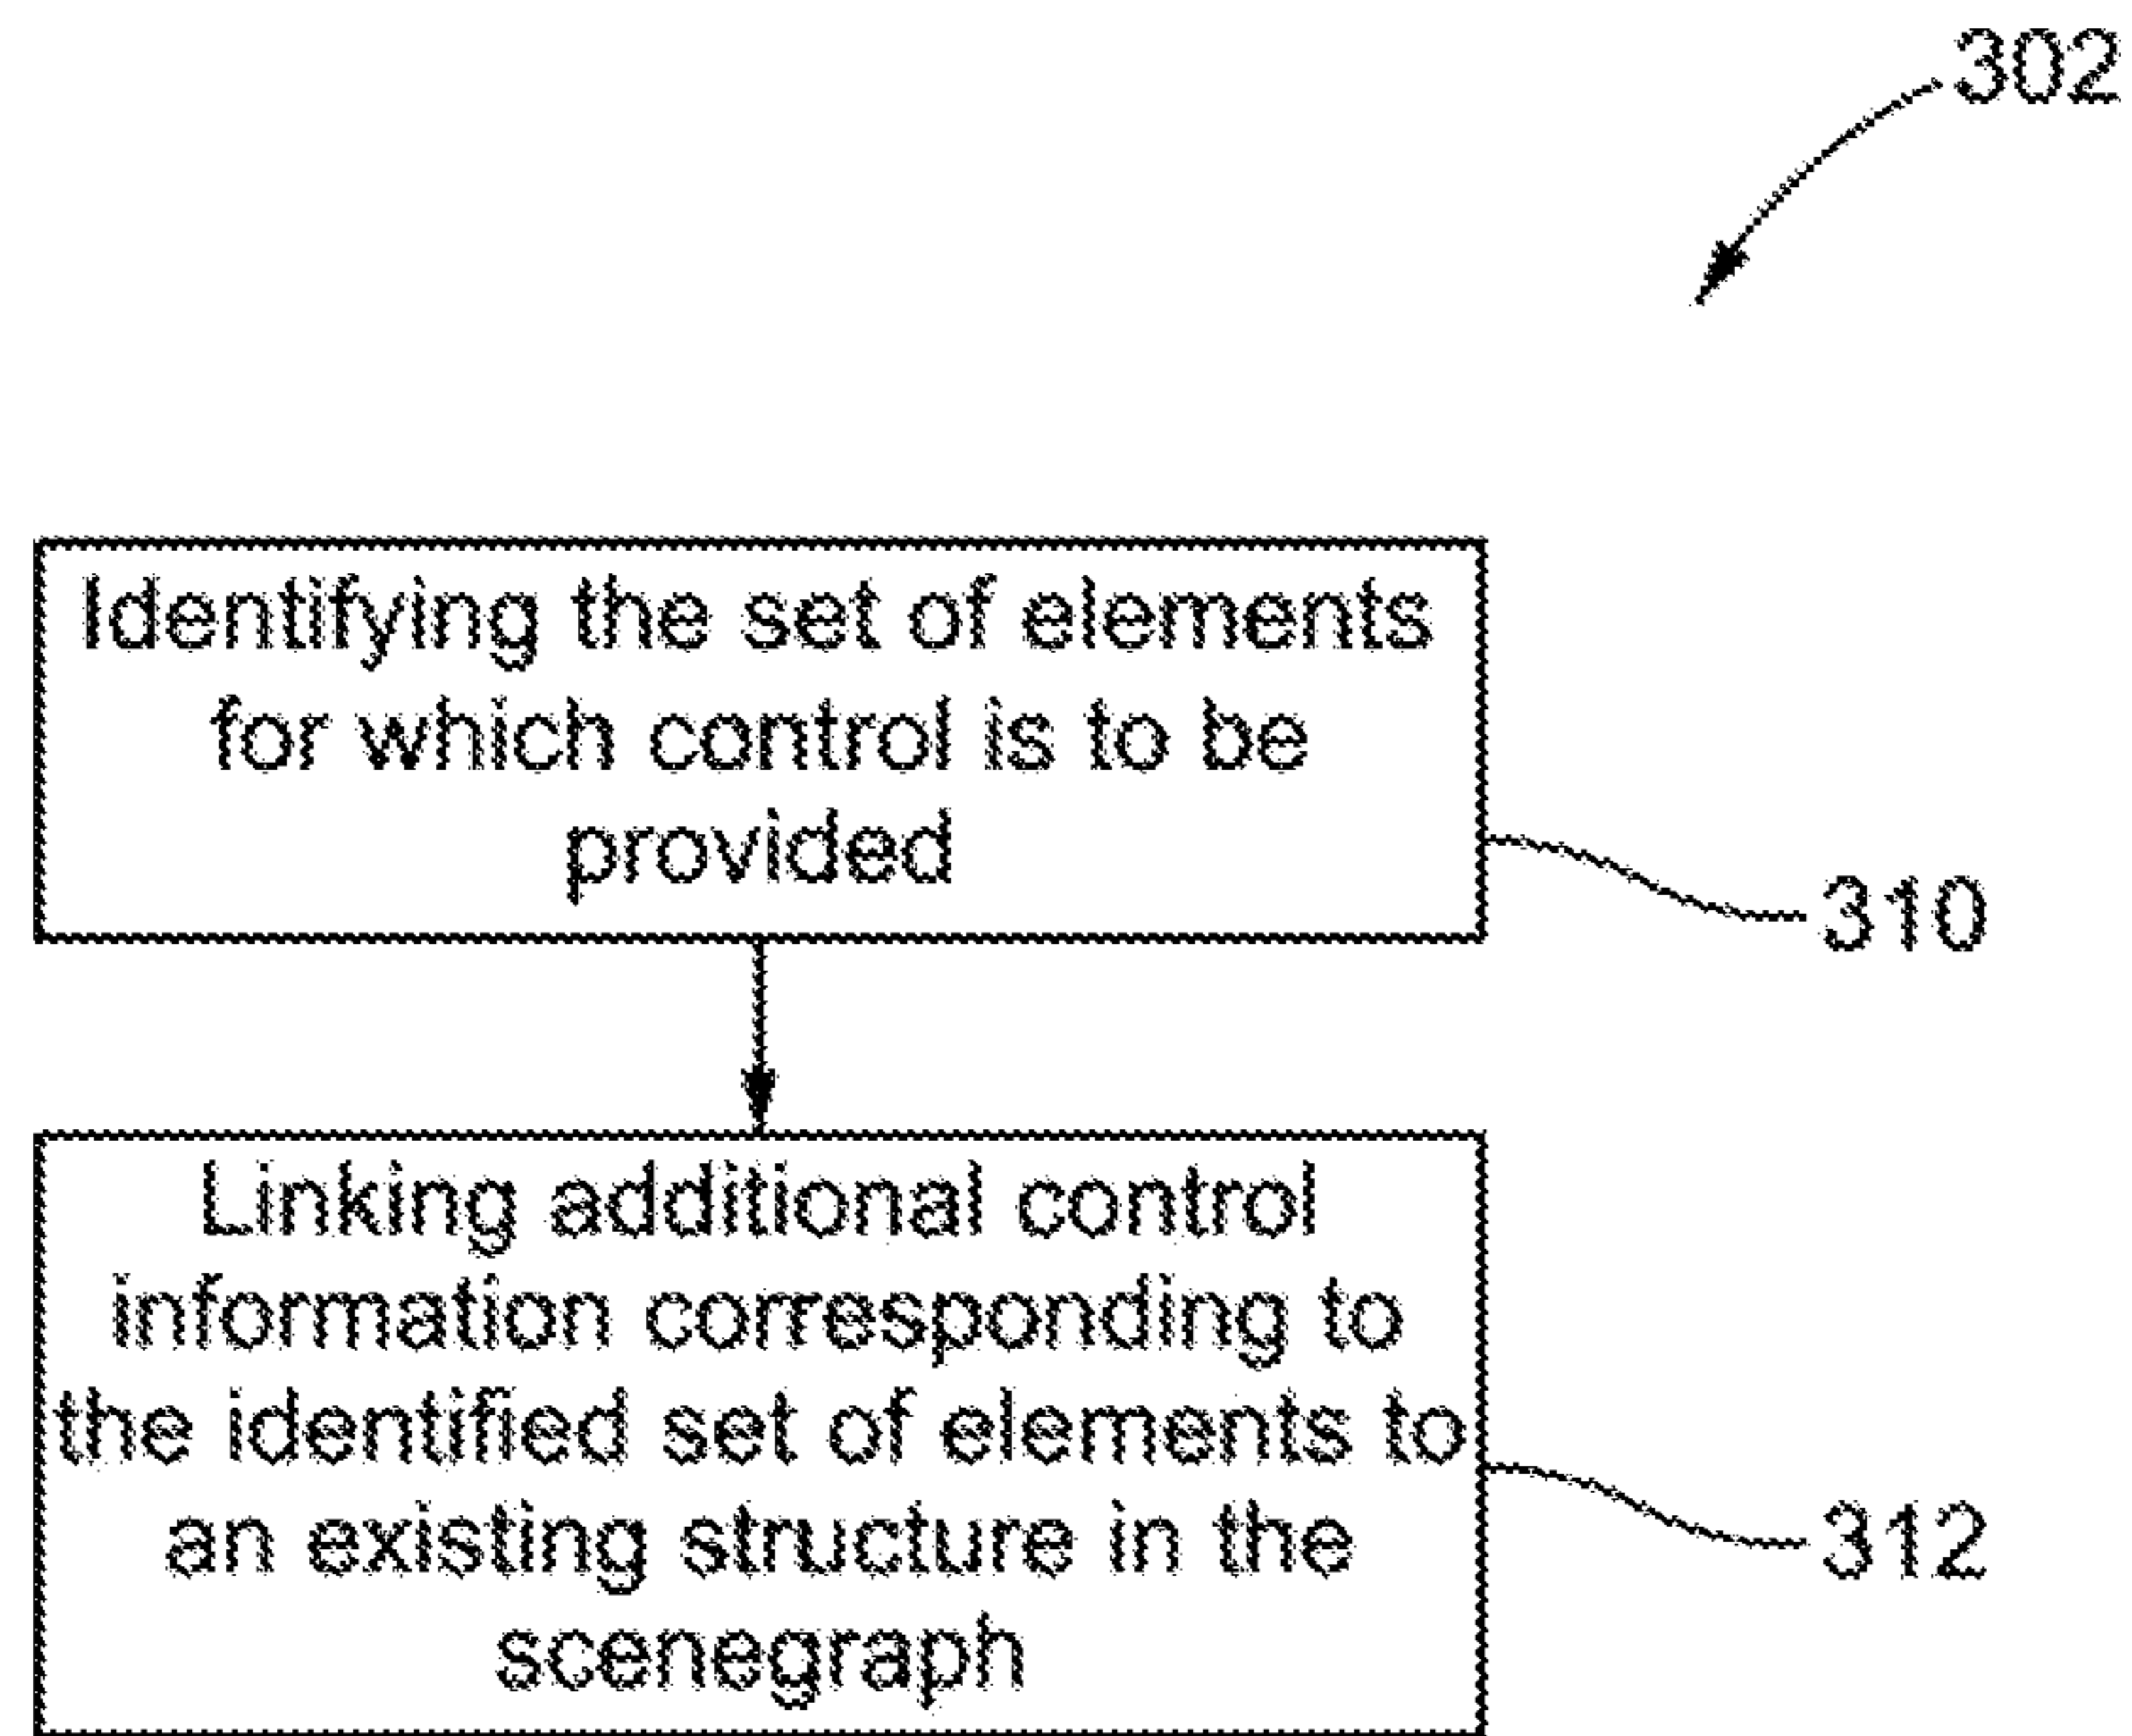 302
Identifying the set of elements
for which control is to be
provided
310
Linking additional control
information corresponding to
the identified set of elements to
an existing structure in the
scenegraph
312